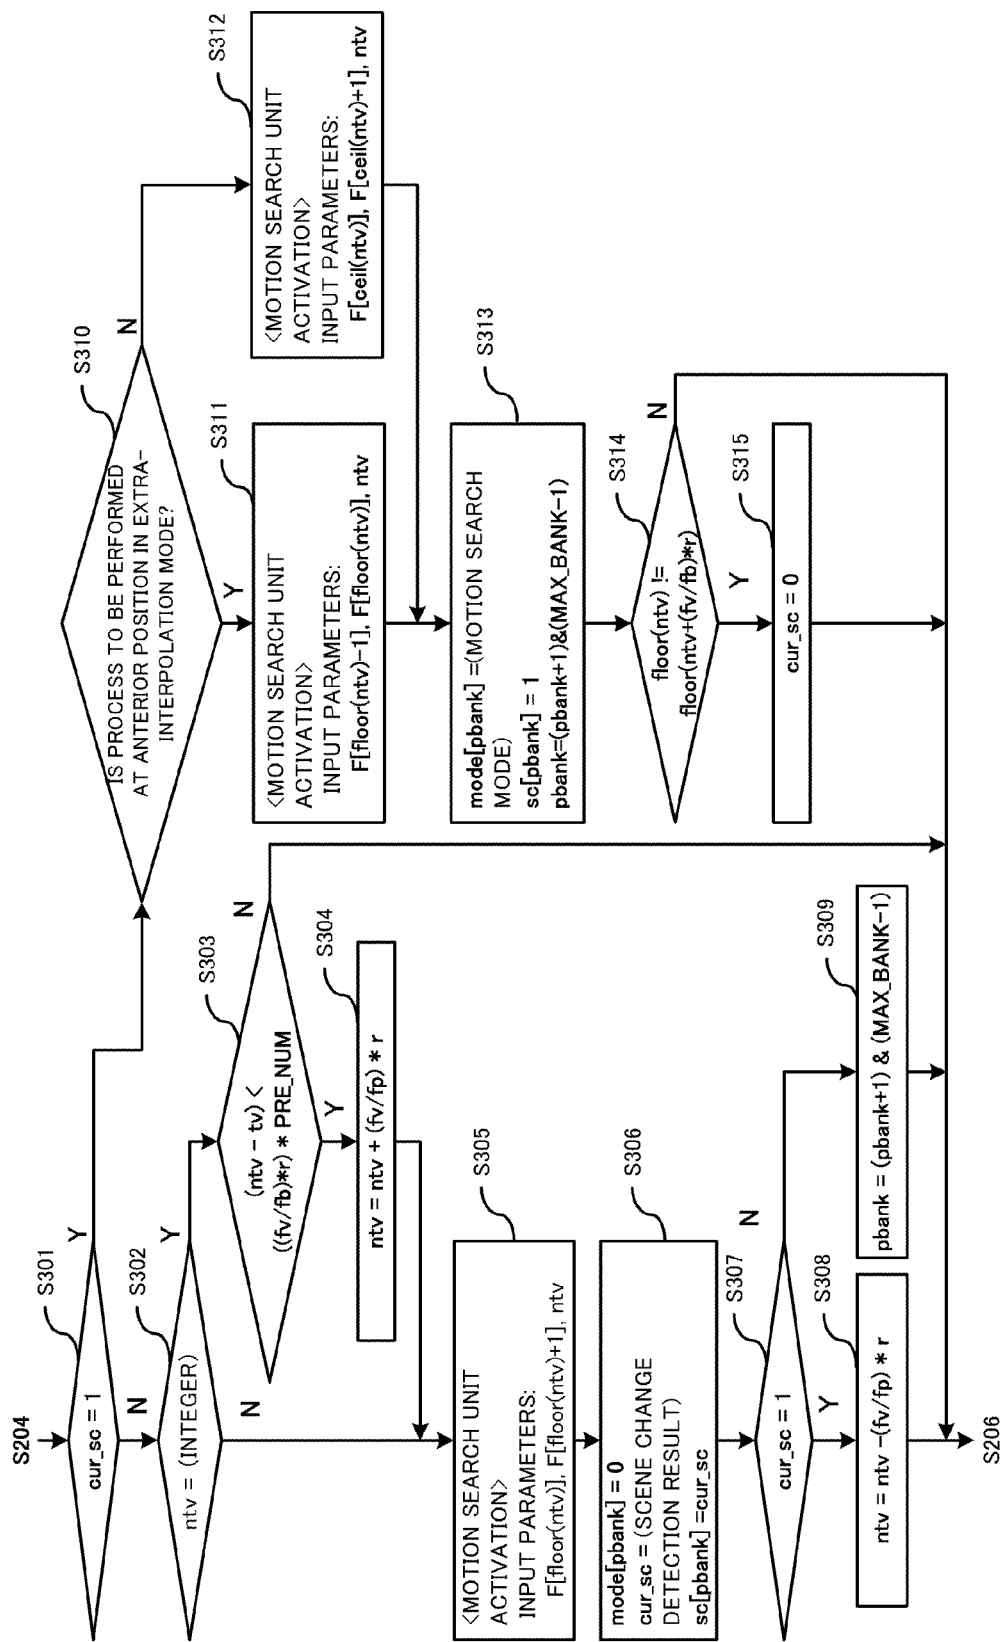 S204
S301
cur_sc = 1
Y
N
S302
ntv = (INTEGER)
Y
N
S303
(ntv - tv) <
((fv/fb)*r) * PRE_NUM
N
Y
S304
ntv = ntv + (fv/fp) * r
S305
<MOTION SEARCH UNIT
ACTIVATION>
INPUT PARAMETERS:
F[floor(ntv)], F[floor(ntv)+1], ntv
S306
mode[pbank] = 0
cur_sc = (SCENE CHANGE
DETECTION RESULT)
sc[pbank] =cur_sc
S307
cur_sc = 1
N
Y
S308
ntv = ntv -(fv/fp) * r
S309
pbank = (pbank+1) & (MAX_BANK-1)
S206
S310
IS PROCESS TO BE PERFORMED
AT ANTERIOR POSITION IN EXTRA-
INTERPOLATION MODE?
N
Y
S311
<MOTION SEARCH UNIT
ACTIVATION>
INPUT PARAMETERS:
F[floor(ntv)-1], F[floor(ntv)], ntv
S312
<MOTION SEARCH UNIT
ACTIVATION>
INPUT PARAMETERS:
F[ceil(ntv)], F[ceil(ntv)+1], ntv
S313
mode[pbank] =(MOTION SEARCH
MODE)
sc[pbank] = 1
pbank=(pbank+1)&(MAX_BANK-1)
S314
floor(ntv) !=
floor(ntv+(fv/fb)*r)
N
Y
S315
cur_sc = 0